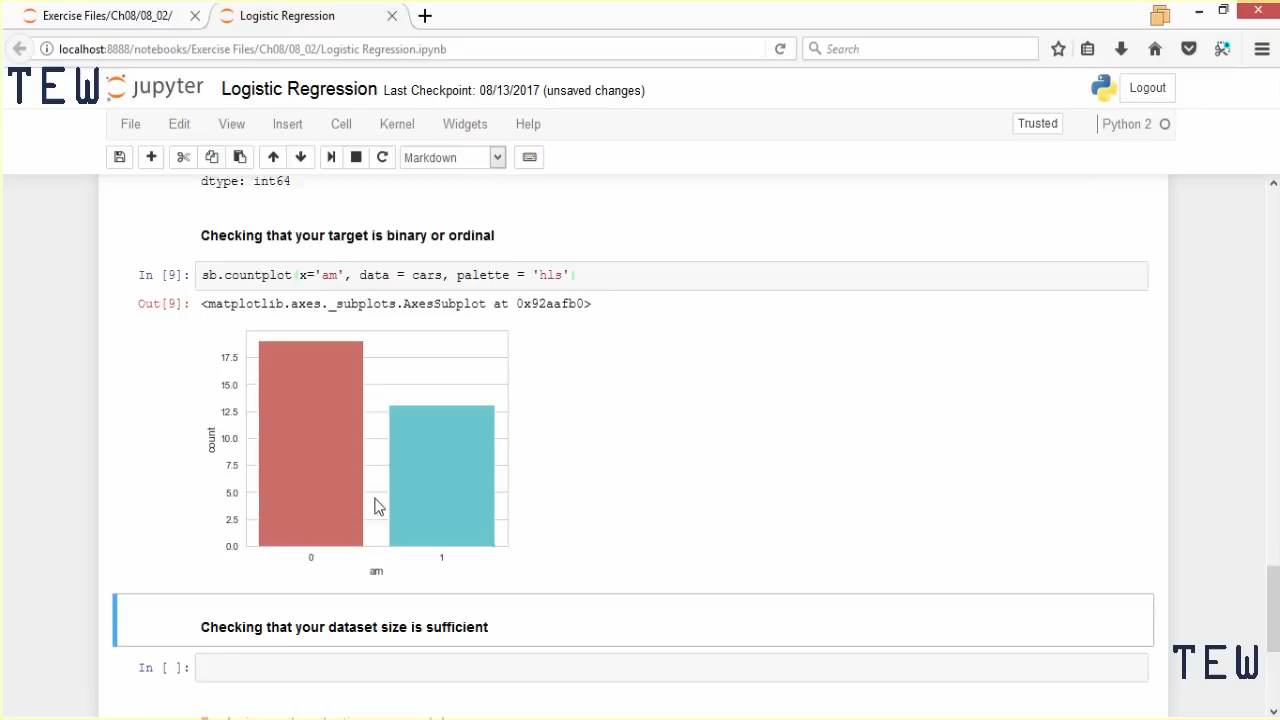 Exercise Files/Ch08/08_02/
Logistic Regression
localhost:8888/notebooks/Exercise Files/Ch08/08_02/Logistic Regression.ipynb
Search
TEW
jupyter
Logistic Regression Last Checkpoint: 08/13/2017 (unsaved changes)
Logout
File Edit View Insert Cell Kernel Widgets Help
Trusted
Python 2
Markdown
dtype: int64
Checking that your target is binary or ordinal
In [9]: sb.countplot(x='am', data = cars, palette = 'hls')
Out[9]: <matplotlib.axes._subplots.AxesSubplot at 0x92aafb0>
17.5
15.0
12.5
10.0
7.5
5.0
2.5
0.0
count
0 1
am
Checking that your dataset size is sufficient
TEW
In [ ]: